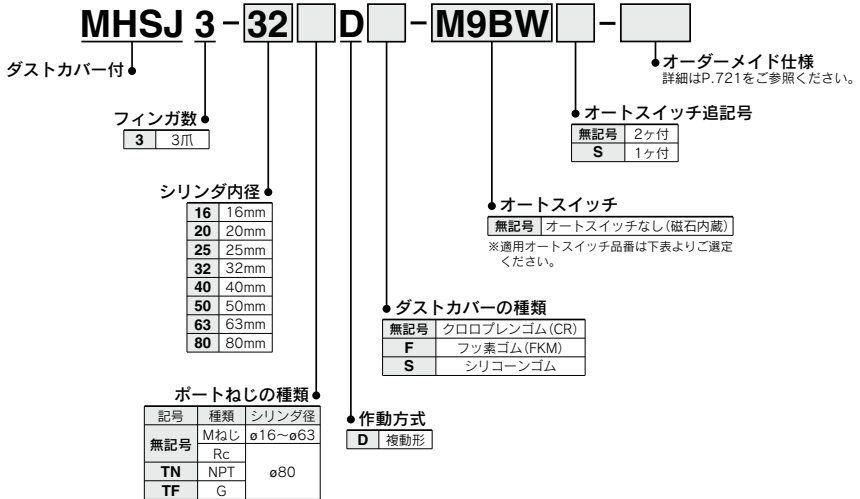 MHSJ 3-32 D -M9BW -
ダストカバー付
オーダーメイド仕様
詳細はP.721をご参照ください。
フィンガ数
3 3爪
オートスイッチ追記号
無記号 2ヶ付
S 1ヶ付
シリンダ内径
16 16mm
20 20mm
25 25mm
32 32mm
40 40mm
50 50mm
63 63mm
80 80mm
オートスイッチ
無記号 オートスイッチなし(磁石内蔵)
※適用オートスイッチ品番は下表よりご選定
ください。
ダストカバーの種類
無記号 クロロプレンゴム(CR)
F フッ素ゴム(FKM)
S シリコーンゴム
ポートねじの種類
記号 種類 シリンダ径
無記号 Mねじ ø16~ø63
Rc ø80
TN NPT
TF G
作動方式
D 複動形